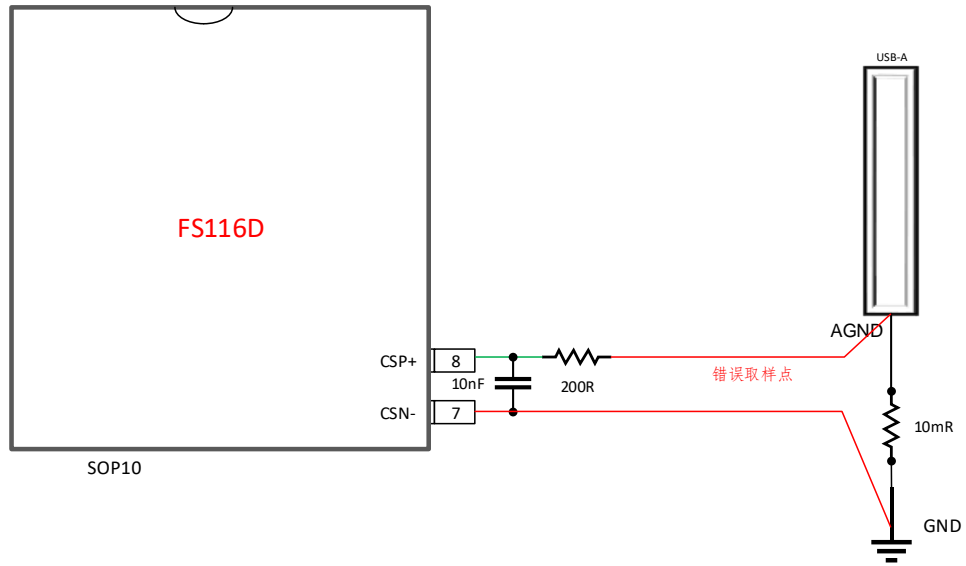 USB-A
FS116D
AGND
CSP+
8
10nF
200R
错误取样点
CSN-
7
10mR
SOP10
GND